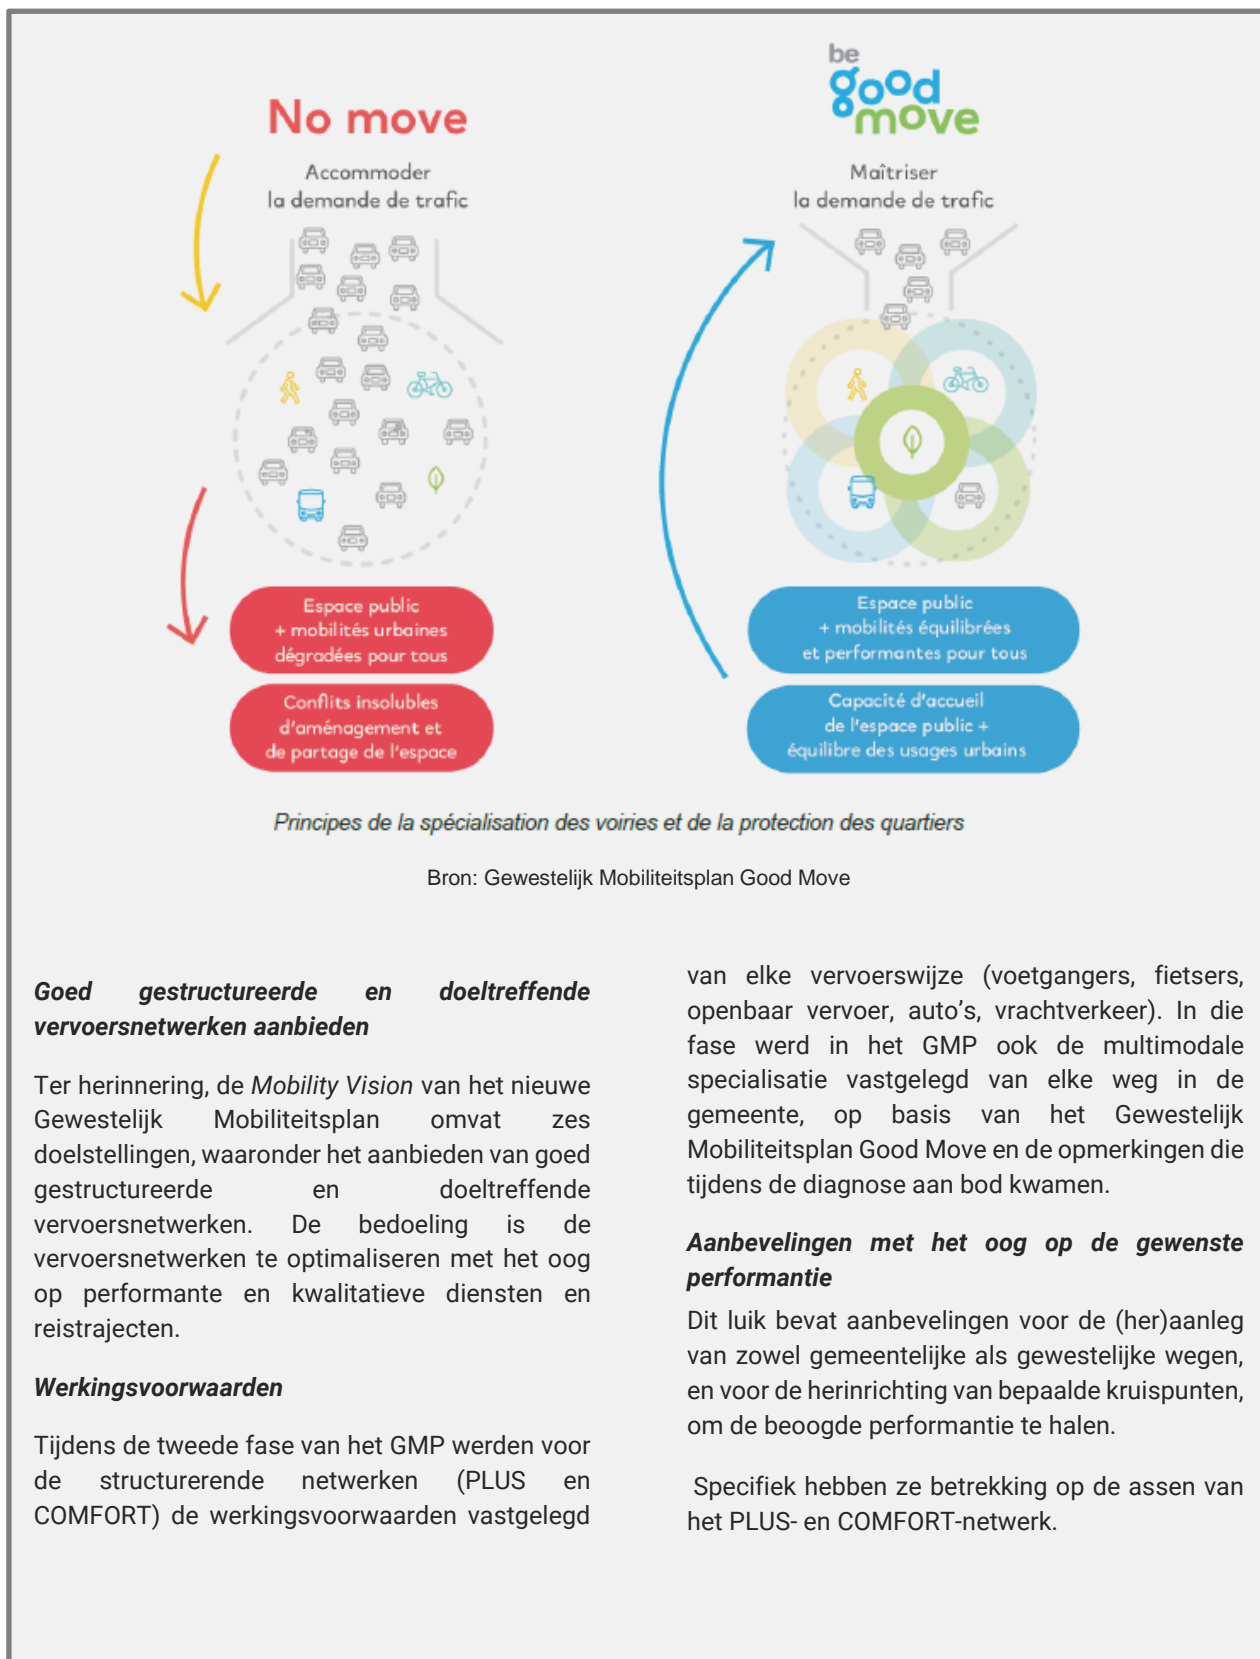 No move
Accommoder
la demande de trafic
Espace public
+ mobilités urbaines
dégradées pour tous
Conflits insolubles
d'aménagement et
de partage de l'espace
be
good
move
Maîtriser
la demande de trafic
Espace public
+ mobilités équilibrées
et performantes pour tous
Capacité d'accueil
de l'espace public +
équilibre des usages urbains
Principes de la spécialisation des voiries et de la protection des quartiers
Bron: Gewestelijk Mobiliteitsplan Good Move
Goed gestructureerde en doeltreffende
vervoersnetwerken aanbieden
Ter herinnering, de Mobility Vision van het nieuwe
Gewestelijk Mobiliteitsplan omvat zes
doelstellingen, waaronder het aanbieden van goed
gestructureerde en doeltreffende
vervoersnetwerken. De bedoeling is de
vervoersnetwerken te optimaliseren met het oog
op performante en kwalitatieve diensten en
reistrajecten.
Werkingsvoorwaarden
Tijdens de tweede fase van het GMP werden voor
de structurerende netwerken (PLUS en
COMFORT) de werkingsvoorwaarden vastgelegd
van elke vervoerswijze (voetgangers, fietsers,
openbaar vervoer, auto's, vrachtverkeer). In die
fase werd in het GMP ook de multimodale
specialisatie vastgelegd van elke weg in de
gemeente, op basis van het Gewestelijk
Mobiliteitsplan Good Move en de opmerkingen die
tijdens de diagnose aan bod kwamen.
Aanbevelingen met het oog op de gewenste
performantie
Dit luik bevat aanbevelingen voor de (her)aanleg
van zowel gemeentelijke als gewestelijke wegen,
en voor de herinrichting van bepaalde kruispunten,
om de beoogde performantie te halen.
Specifiek hebben ze betrekking op de assen van
het PLUS- en COMFORT-netwerk.